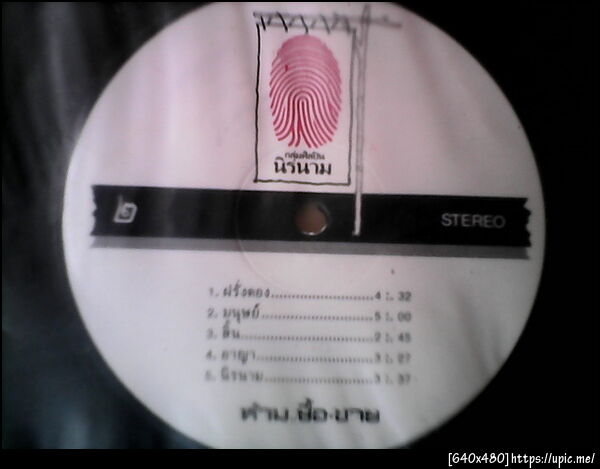 กลุ่มศิลปิน
นิรนาม
๒
STEREO
1. ฝรั่งดอง 4 : 32
2. มนุษย์ 5 : 00
3. ลิ้น 2 : 45
4. อาญา 3 : 27
5. นิรนาม 3 : 37
ห้าม ซื้อ-ขาย
[640x480]https://upic.me/